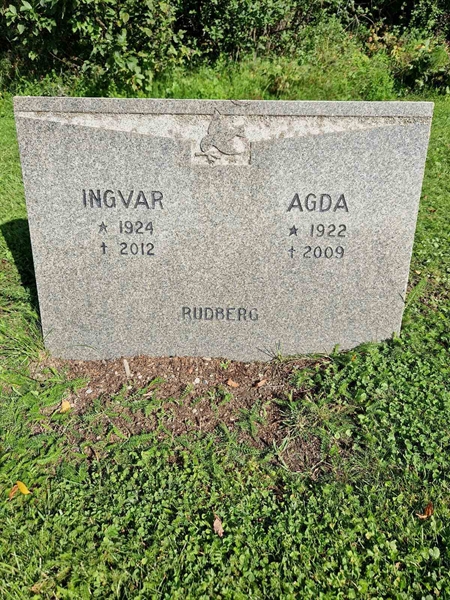 INGVAR
★ 1924
✝ 2012
AGDA
★ 1922
✝ 2009
RUDBERG